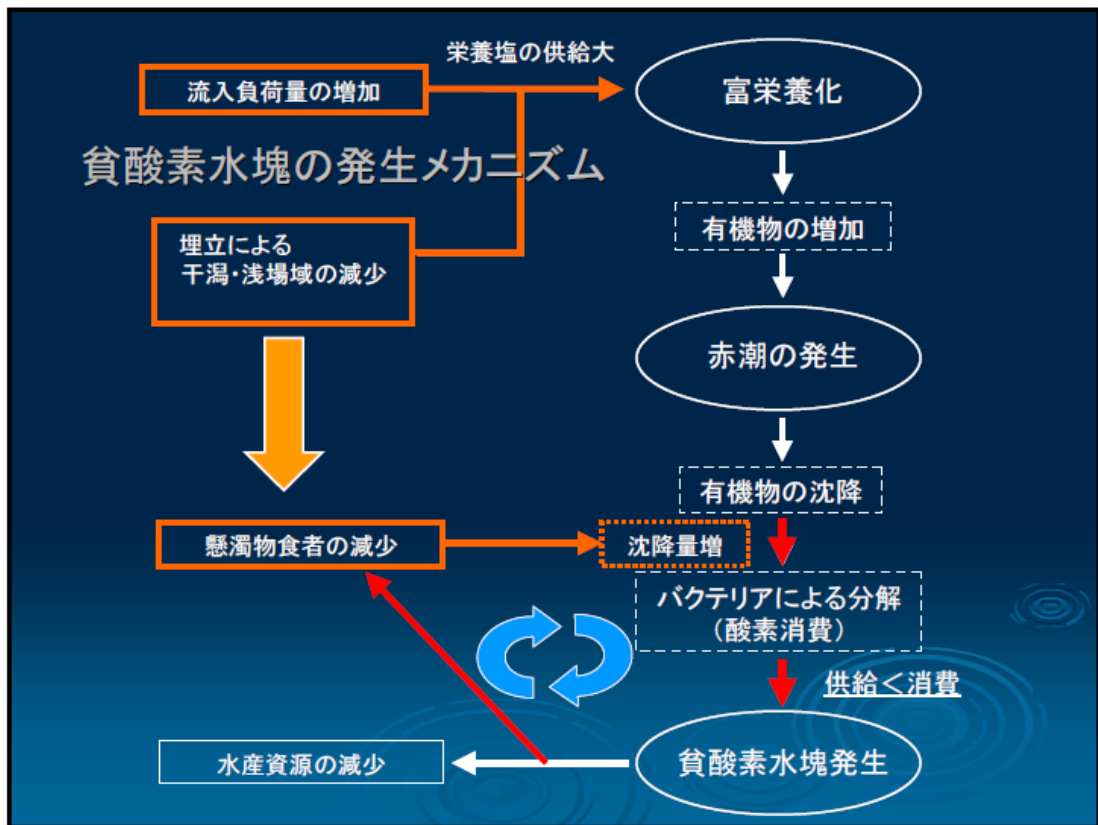 栄養塩の供給大
流入負荷量の増加
富栄養化
貧酸素水塊の発生メカニズム
有機物の増加
埋立による
干潟・浅場域の減少
赤潮の発生
有機物の沈降
懸濁物食者の減少
沈降量増
バクテリアによる分解
（酸素消費）
供給＜消費
水産資源の減少
貧酸素水塊発生